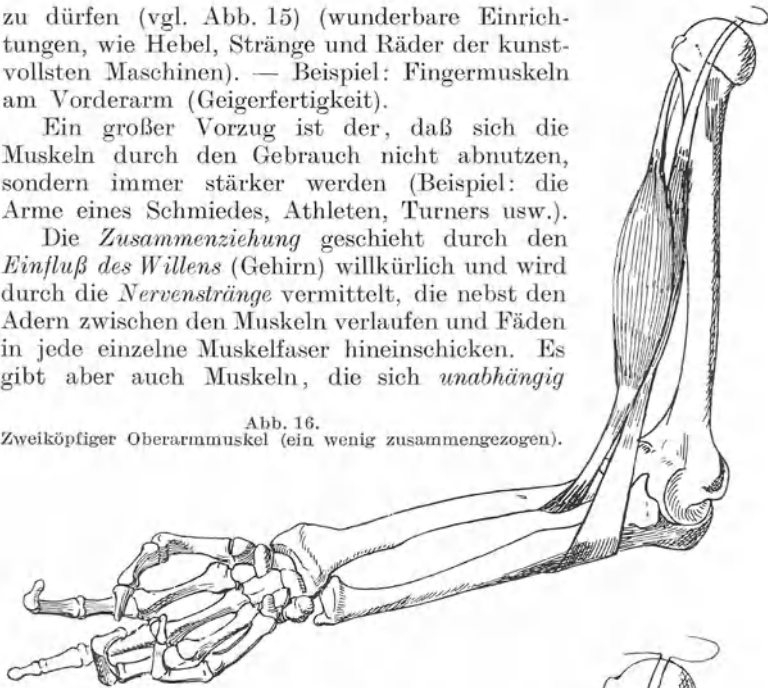 zu dürfen (vgl. Abb. 15) (wunderbare Einrich-
tungen, wie Hebel, Stränge und Räder der kunst-
vollsten Maschinen). — Beispiel: Fingermuskeln
am Vorderarm (Geigerfertigkeit).
Ein großer Vorzug ist der, daß sich die
Muskeln durch den Gebrauch nicht abnutzen,
sondern immer stärker werden (Beispiel: die
Arme eines Schmiedes, Athleten, Turners usw.).
Die Zusammenziehung geschieht durch den
Einfluß des Willens (Gehirn) willkürlich und wird
durch die Nervenstränge vermittelt, die nebst den
Adern zwischen den Muskeln verlaufen und Fäden
in jede einzelne Muskelfaser hineinschicken. Es
gibt aber auch Muskeln, die sich unabhängig
Abb. 16.
Zweiköpfiger Oberarmmuskel (ein wenig zusammengezogen).